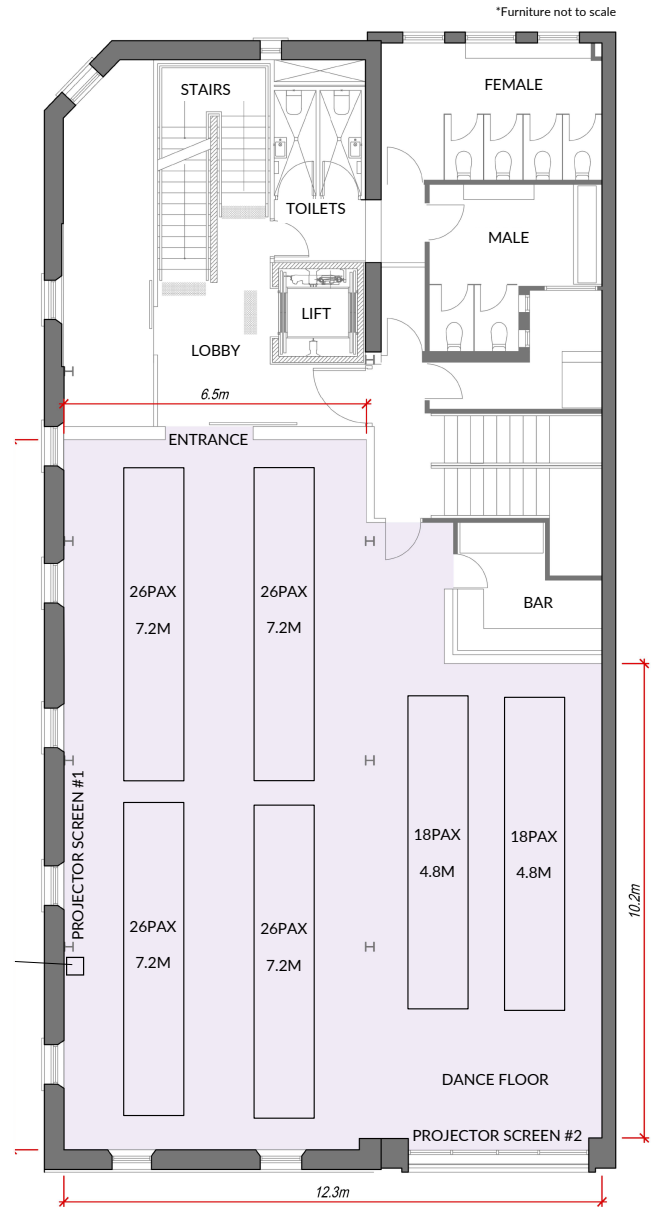 *Furniture not to scale
STAIRS
FEMALE
TOILETS
MALE
LIFT
LOBBY
6.5m
ENTRANCE
26PAX
7.2M
26PAX
7.2M
BAR
PROJECTOR SCREEN #1
18PAX
4.8M
18PAX
4.8M
10.2m
26PAX
7.2M
26PAX
7.2M
DANCE FLOOR
PROJECTOR SCREEN #2
12.3m